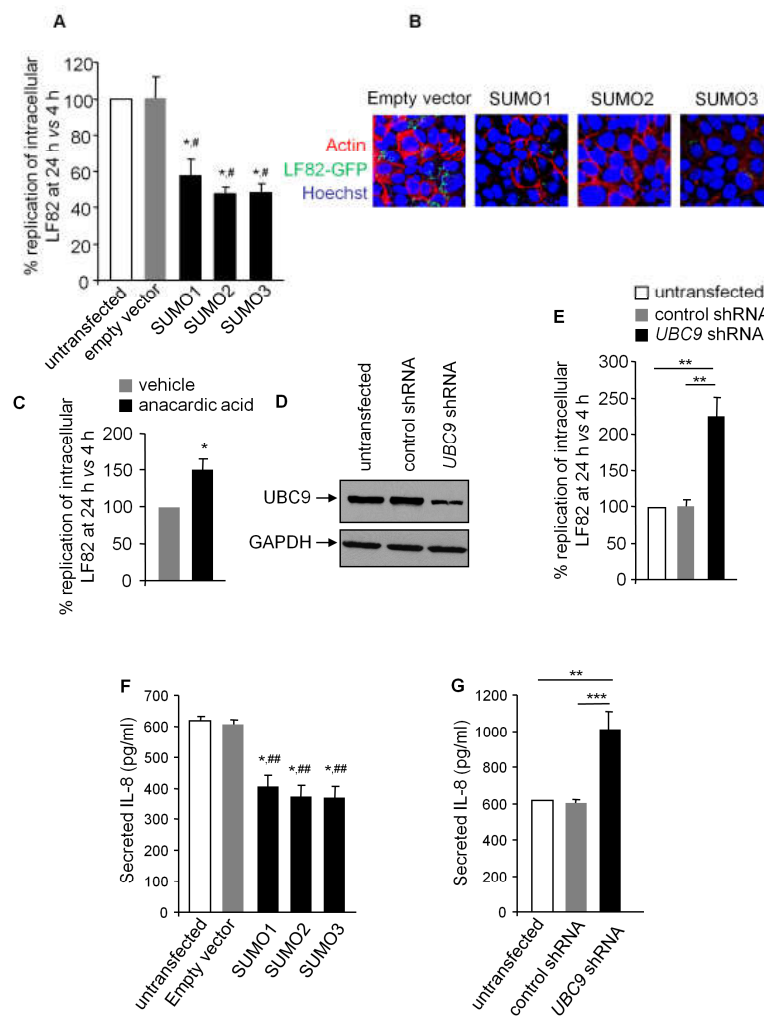 A
% replication of intracellular
LF82 at 24 h vs 4 h
120
100
80
60
40
20
0
*,#
*,#
*,#
untransfected
empty vector
SUMO1
SUMO2
SUMO3
B
Empty vector
SUMO1
SUMO2
SUMO3
Actin
LF82-GFP
Hoechst
C
vehicle
anacardic acid
% replication of intracellular
LF82 at 24 h vs 4 h
200
150
100
50
0
*
D
untransfected
control shRNA
UBC9 shRNA
UBC9
GAPDH
E
untransfected
control shRNA
UBC9 shRNA
% replication of intracellular
LF82 at 24 h vs 4 h
300
250
200
150
100
50
0
**
**
F
Secreted IL-8 (pg/ml)
700
600
500
400
300
200
100
0
*,##
*,##
*,##
untransfected
Empty vector
SUMO1
SUMO2
SUMO3
G
Secreted IL-8 (pg/ml)
1200
1000
800
600
400
200
0
**
***
untransfected
control shRNA
UBC9 shRNA